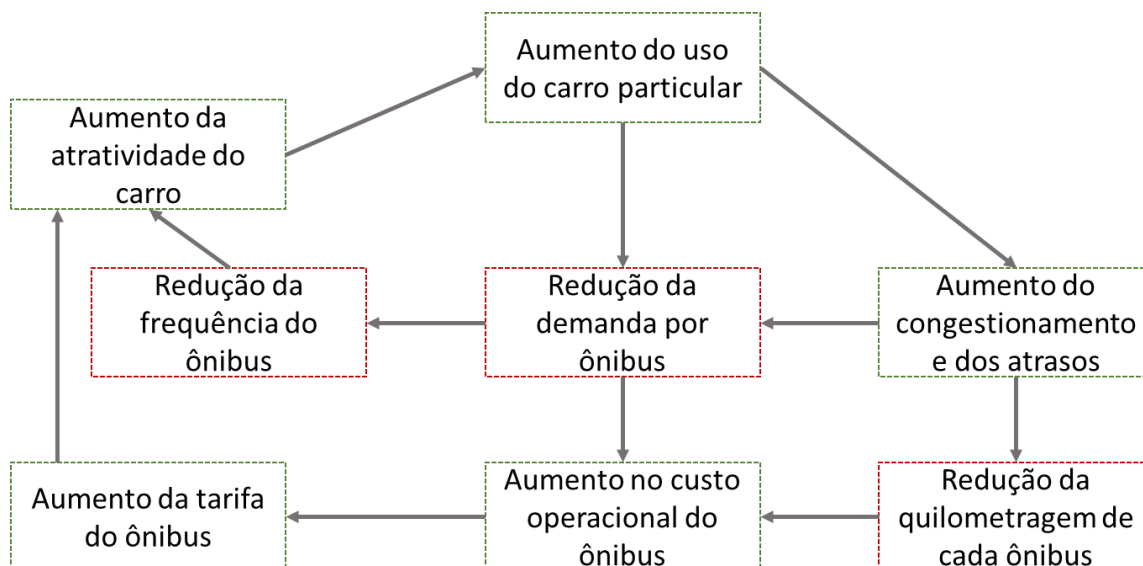 Aumento do uso
do carro particular
Aumento da
atratividade do
carro
Redução da
frequência do
ônibus
Redução da
demanda por
ônibus
Aumento do
congestionamento
e dos atrasos
Aumento da tarifa
do ônibus
Aumento no custo
operacional do
ônibus
Redução da
quilometragem de
cada ônibus